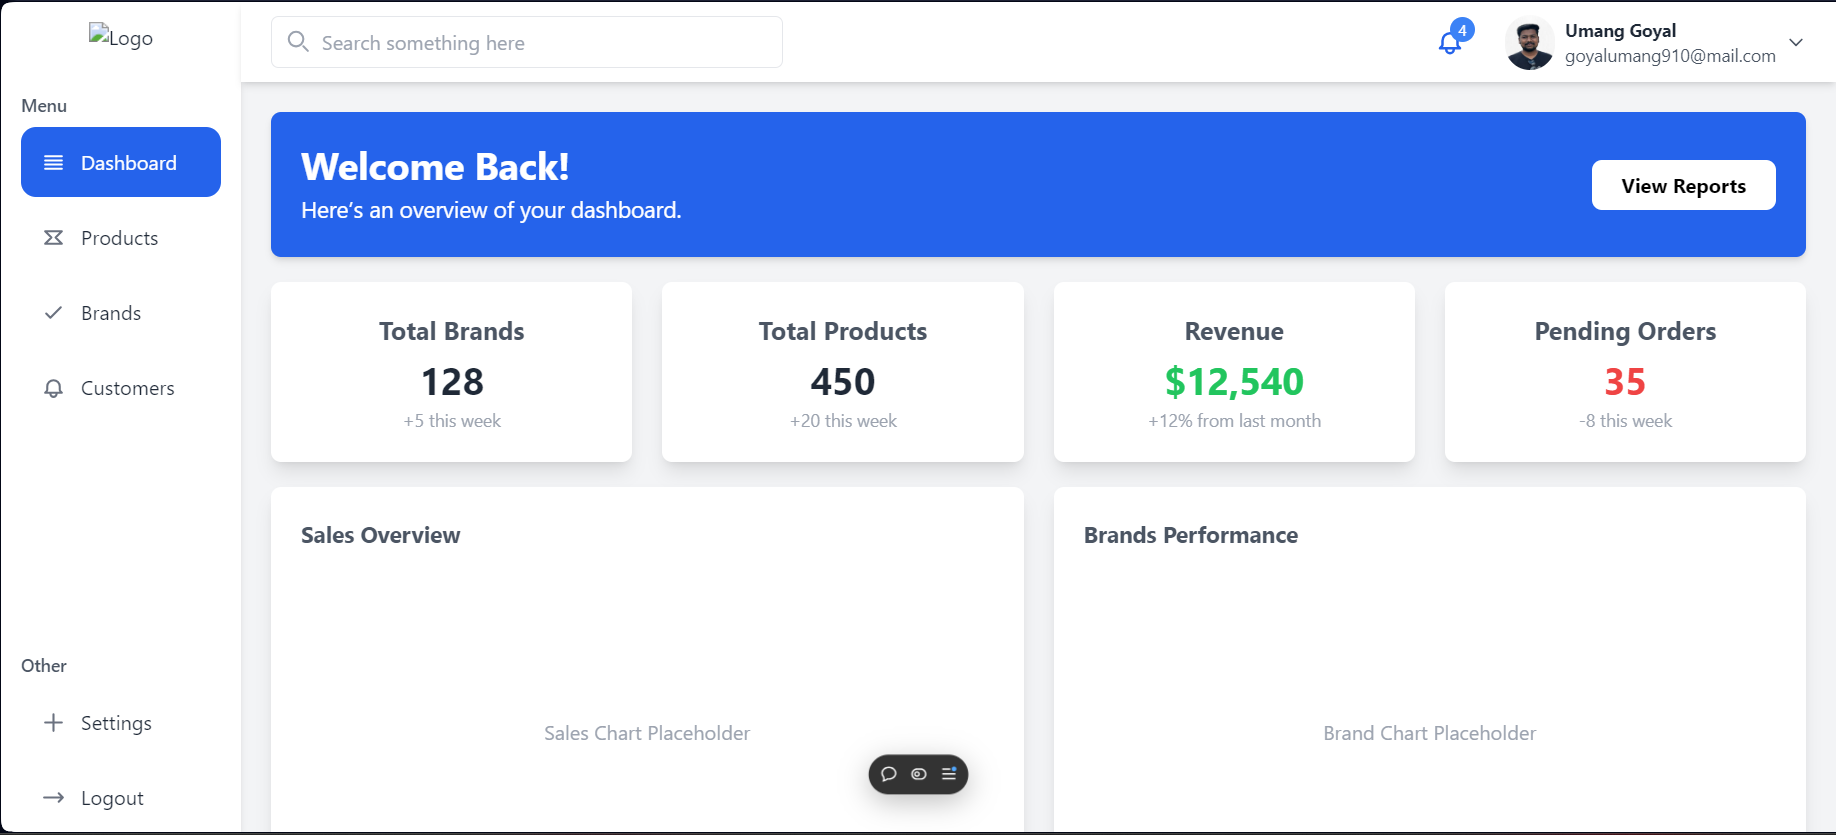 Logo
Search something here
4
Umang Goyal
goyalumang910@mail.com
Menu
Dashboard
Products
Brands
Customers
Other
Settings
Logout
Welcome Back!
Here’s an overview of your dashboard.
View Reports
Total Brands
128
+5 this week
Total Products
450
+20 this week
Revenue
$12,540
+12% from last month
Pending Orders
35
-8 this week
Sales Overview
Sales Chart Placeholder
Brands Performance
Brand Chart Placeholder